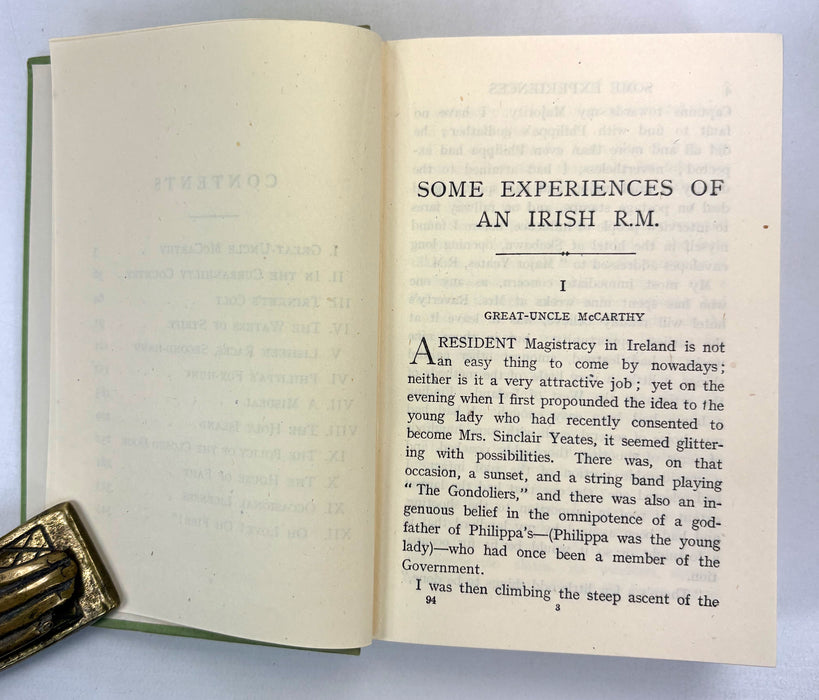 SOME EXPERIENCES OF
AN IRISH R.M.
I
GREAT-UNCLE McCARTHY
A RESIDENT Magistracy in Ireland is not
an easy thing to come by nowadays;
neither is it a very attractive job; yet on the
evening when I first propounded the idea to the
young lady who had recently consented to
become Mrs. Sinclair Yeates, it seemed glitter-
ing with possibilities. There was, on that
occasion, a sunset, and a string band playing
“The Gondoliers,” and there was also an in-
genuous belief in the omnipotence of a god-
father of Philippa's—(Philippa was the young
lady)—who had once been a member of the
Government.
I was then climbing the steep ascent of the
94 3